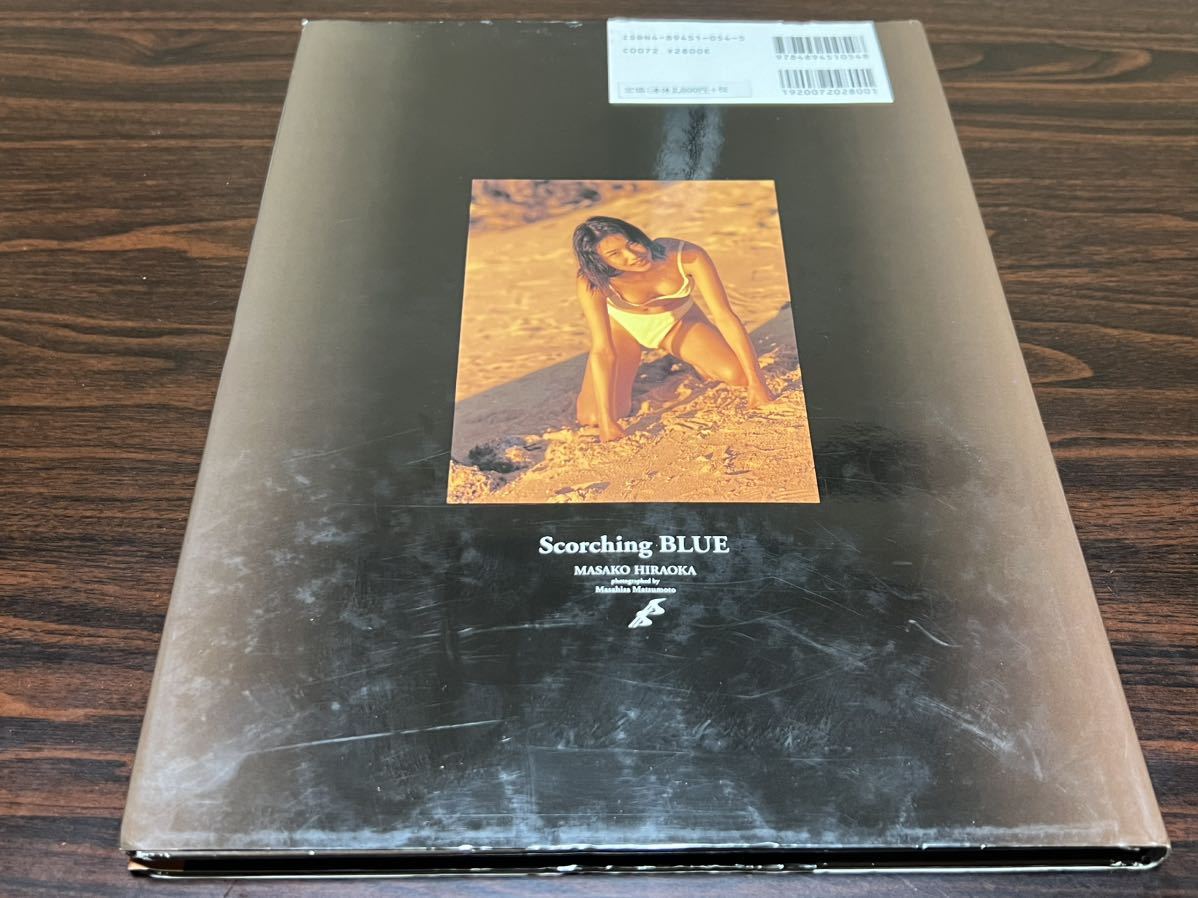 ISBN4-89451-054-5
C0072 ¥2800E
定価：本体2,800円+税
9784894510548
1920072028001
Scorching BLUE
MASAKO HIRAOKA
photographed by
Masahisa Matsumoto